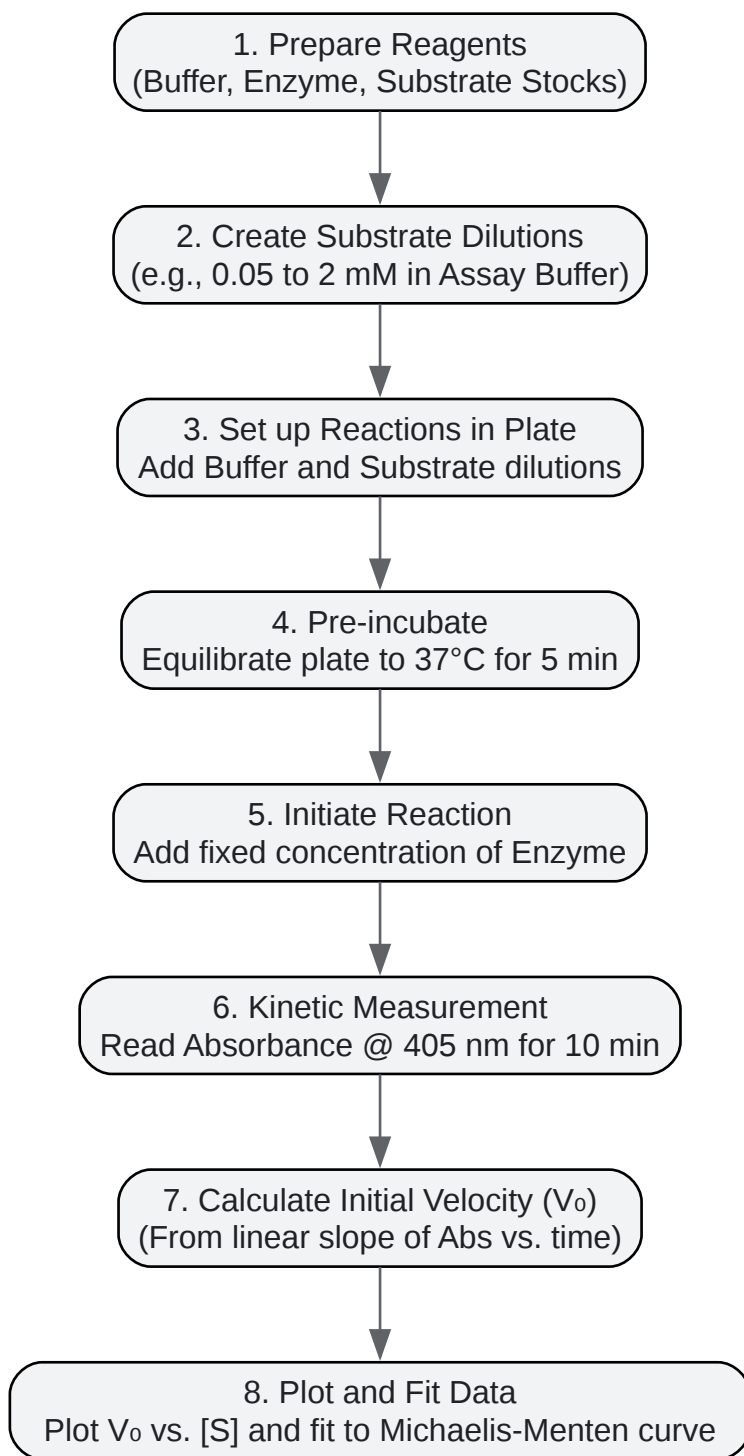 1. Prepare Reagents
(Buffer, Enzyme, Substrate Stocks)
2. Create Substrate Dilutions
(e.g., 0.05 to 2 mM in Assay Buffer)
3. Set up Reactions in Plate
Add Buffer and Substrate dilutions
4. Pre-incubate
Equilibrate plate to 37°C for 5 min
5. Initiate Reaction
Add fixed concentration of Enzyme
6. Kinetic Measurement
Read Absorbance @ 405 nm for 10 min
7. Calculate Initial Velocity (V₀)
(From linear slope of Abs vs. time)
8. Plot and Fit Data
Plot V₀ vs. [S] and fit to Michaelis-Menten curve